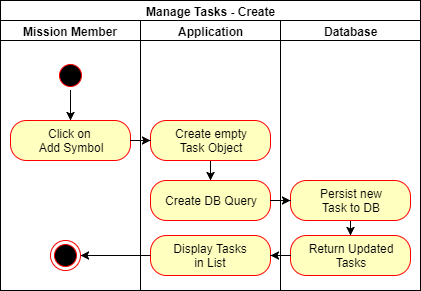 Manage Tasks - Create
Mission Member
Application
Database
Click on
Add Symbol
Create empty
Task Object
Create DB Query
Persist new
Task to DB
Display Tasks
in List
Return Updated
Tasks